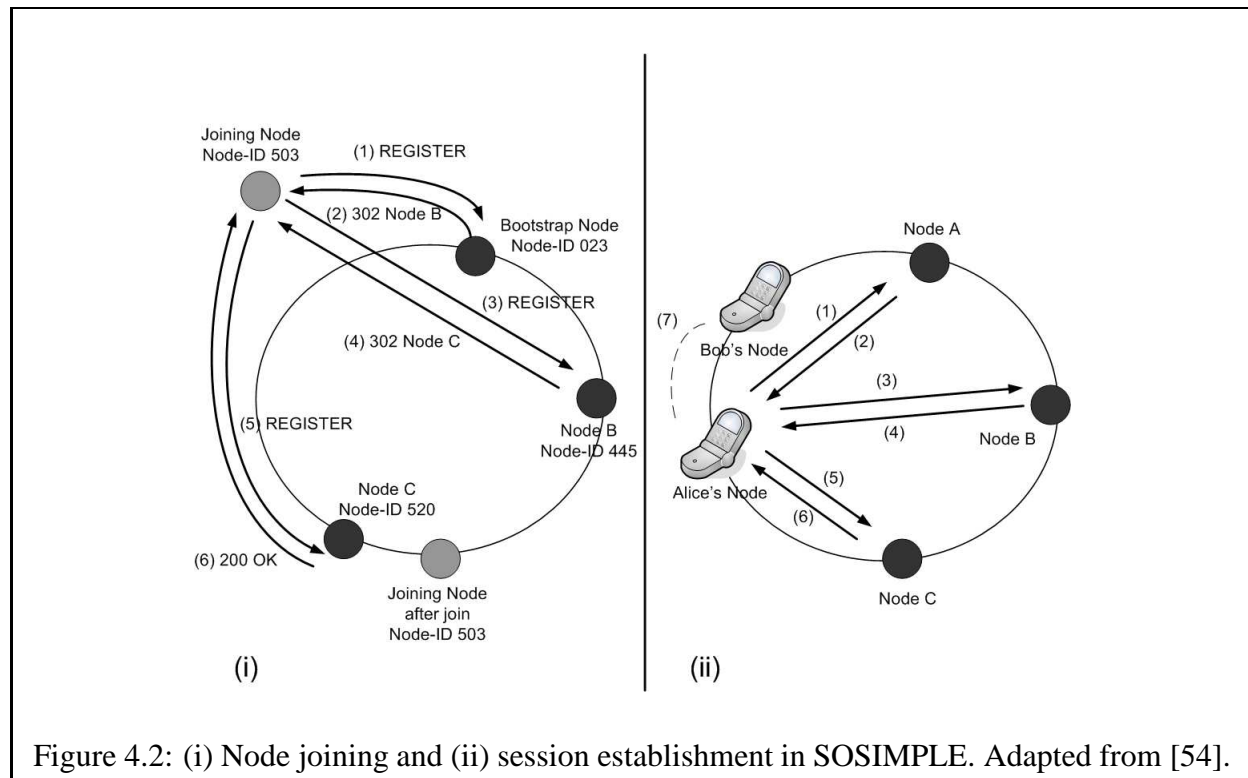 Joining Node
Node-ID 503
(1) REGISTER
(2) 302 Node B
Bootstrap Node
Node-ID 023
(3) REGISTER
(4) 302 Node C
Node B
Node-ID 445
(5) REGISTER
Node C
Node-ID 520
(6) 200 OK
Joining Node
after join
Node-ID 503
(i)
Node A
(1)
(2)
(7)
Bob's Node
(3)
(4)
Node B
Alice's Node
(5)
(6)
Node C
(ii)
Figure 4.2: (i) Node joining and (ii) session establishment in SOSIMPLE. Adapted from [54].